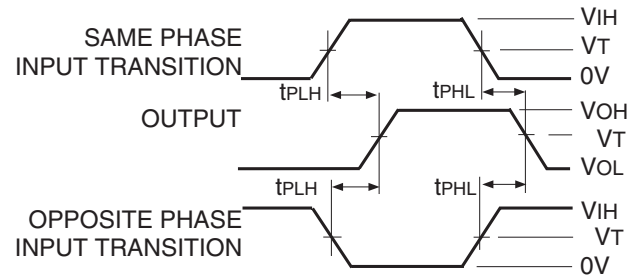 SAME PHASE
INPUT TRANSITION
VIH
VT
0V
tPLH
tPHL
OUTPUT
VOH
VT
VOL
tPLH
tPHL
OPPOSITE PHASE
INPUT TRANSITION
VIH
VT
0V